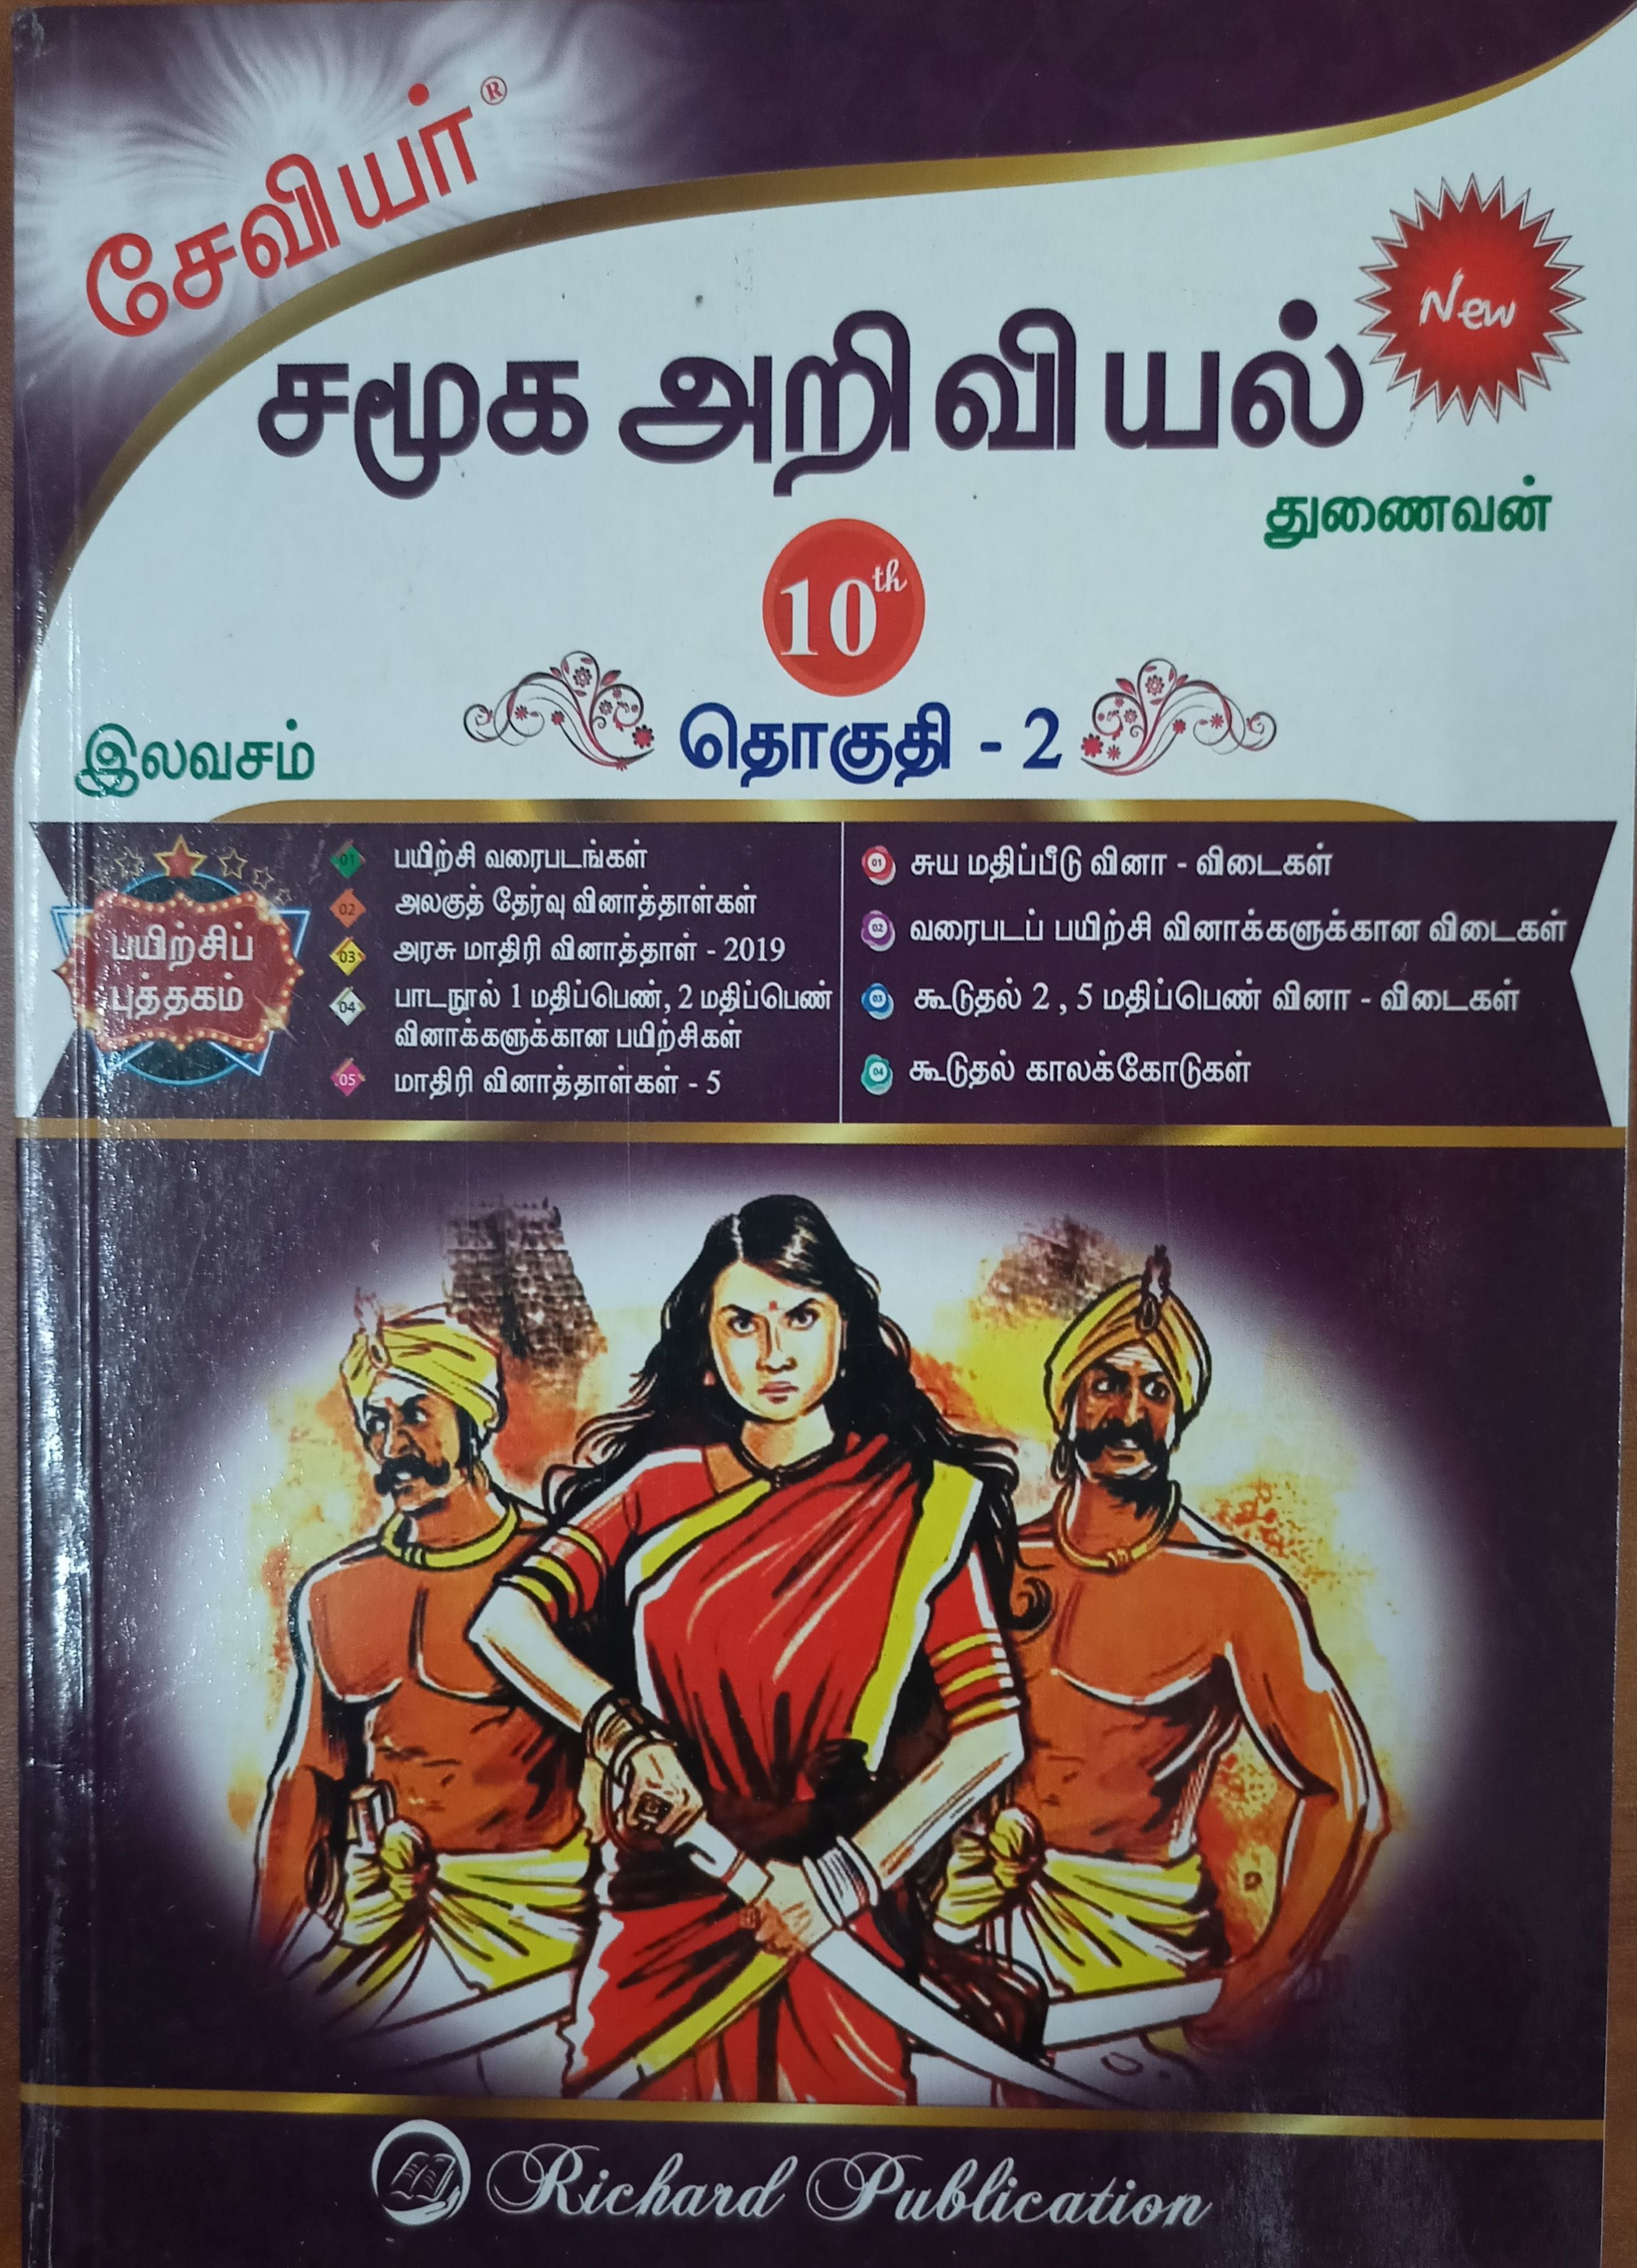 சேவியர்®
New
சமூக அறிவியல்
துணைவன்
10th
இலவசம்
தொகுதி - 2
பயிற்சிப்
புத்தகம்
01 பயிற்சி வரைபடங்கள்
02 அலகுத் தேர்வு வினாத்தாள்கள்
03 அரசு மாதிரி வினாத்தாள் - 2019
04 பாடநூல் 1 மதிப்பெண், 2 மதிப்பெண்
வினாக்களுக்கான பயிற்சிகள்
05 மாதிரி வினாத்தாள்கள் - 5
01 சுய மதிப்பீடு வினா - விடைகள்
02 வரைபடப் பயிற்சி வினாக்களுக்கான விடைகள்
03 கூடுதல் 2 , 5 மதிப்பெண் வினா - விடைகள்
04 கூடுதல் காலக்கோடுகள்
Richard Publication